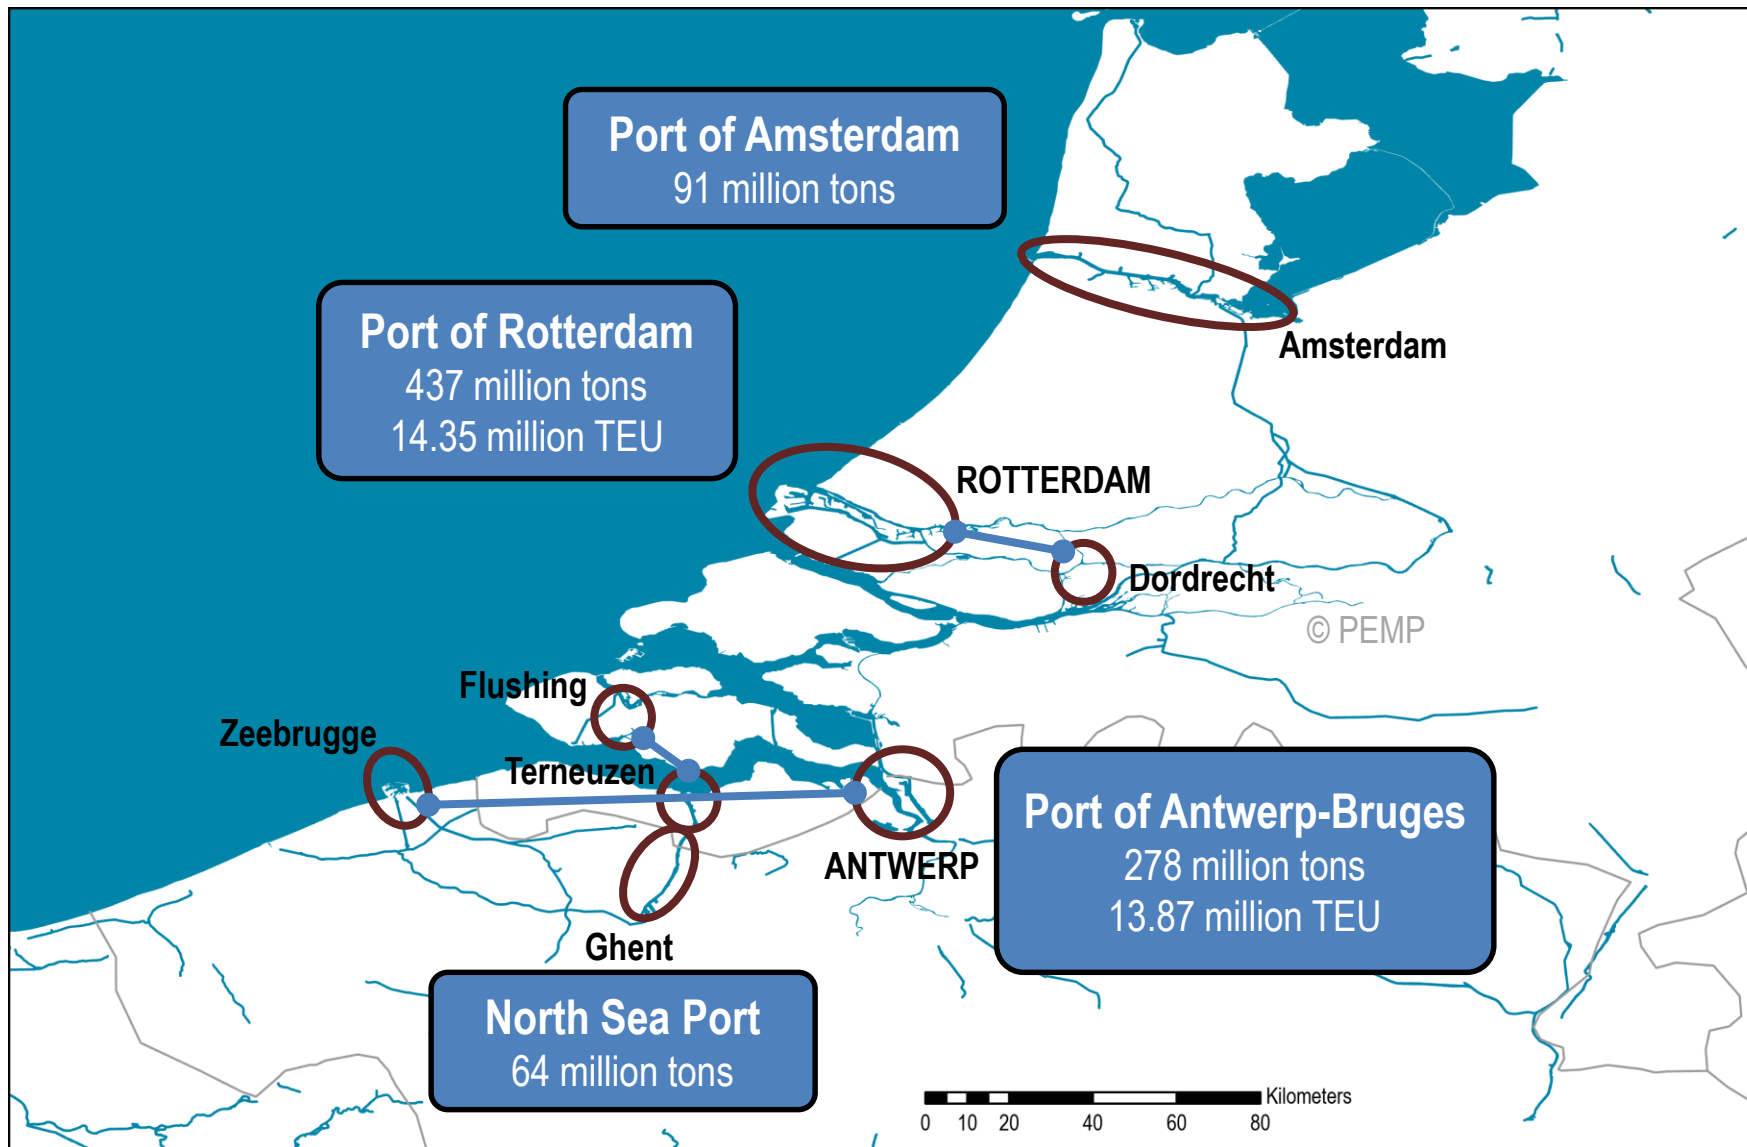 Port of Amsterdam
91 million tons
Port of Rotterdam
437 million tons
14.35 million TEU
Amsterdam
ROTTERDAM
Dordrecht
© PEMP
Flushing
Zeebrugge
Terneuzen
ANTWERP
Port of Antwerp-Bruges
278 million tons
13.87 million TEU
Ghent
North Sea Port
64 million tons
Kilometers
0 10 20 40 60 80